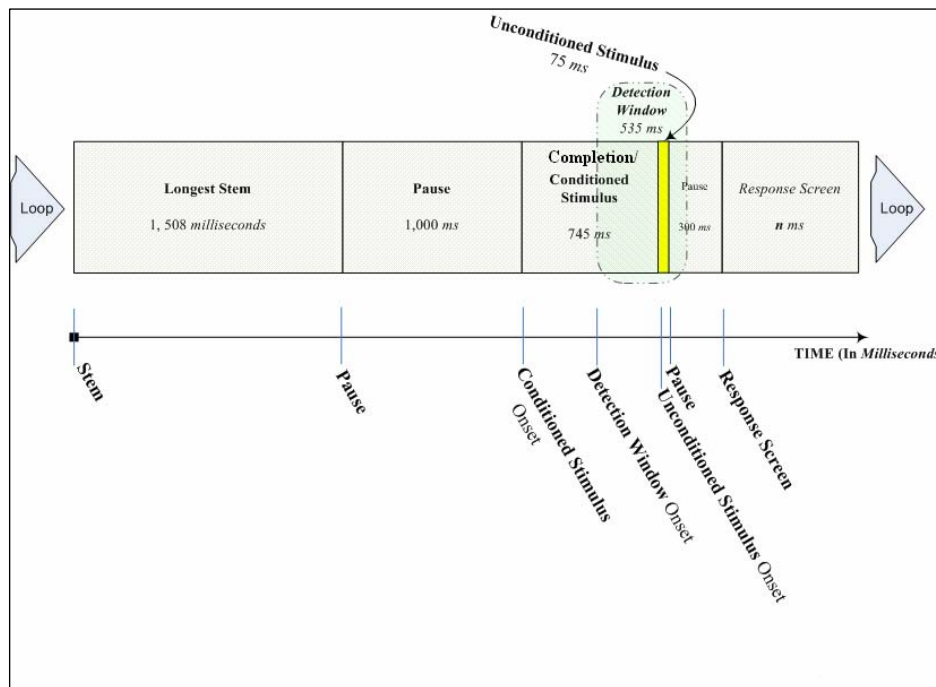 Unconditioned Stimulus
75 ms
Detection
Window
535 ms
Loop
Longest Stem
1, 508 milliseconds
Pause
1,000 ms
Completion/
Conditioned
Stimulus
745 ms
Pause
300 ms
Response Screen
n ms
Loop
TIME (In Milliseconds
Stem
Pause
Conditioned Stimulus
Onset
Detection Window Onset
Unconditioned Stimulus Onset
Pause
Response Screen